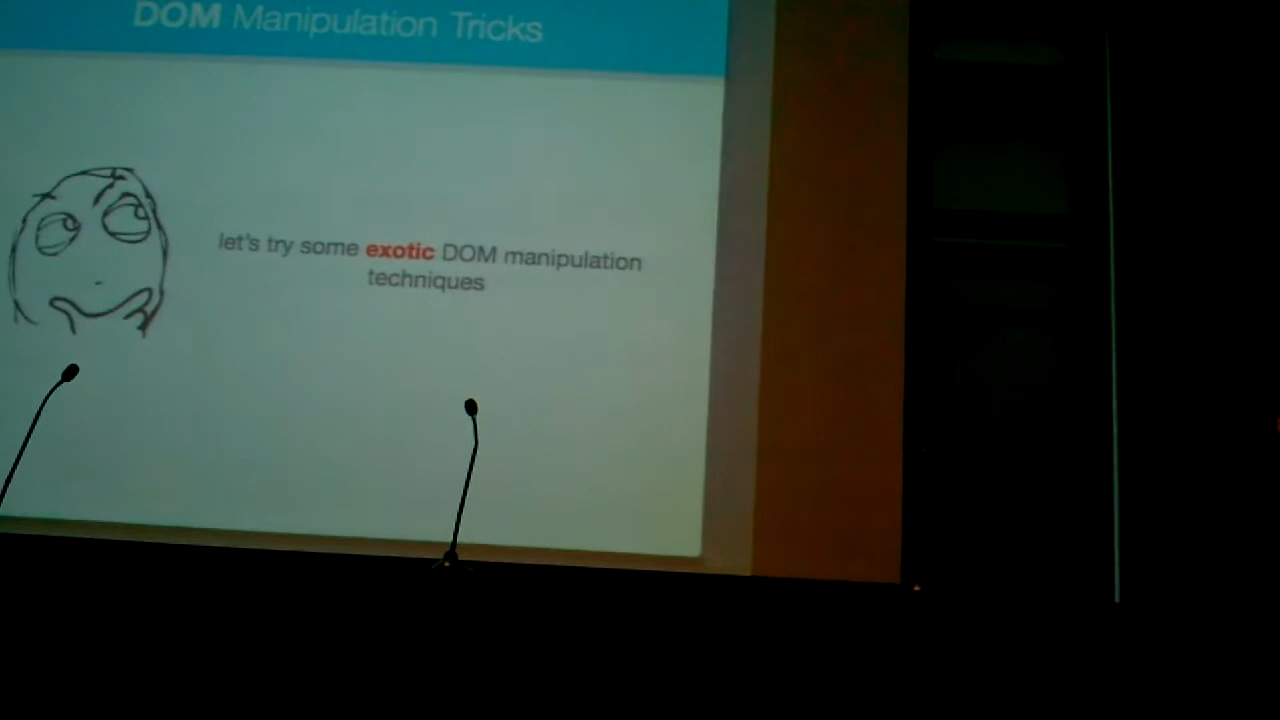 DOM Manipulation Tricks
let's try some exotic DOM manipulation
techniques